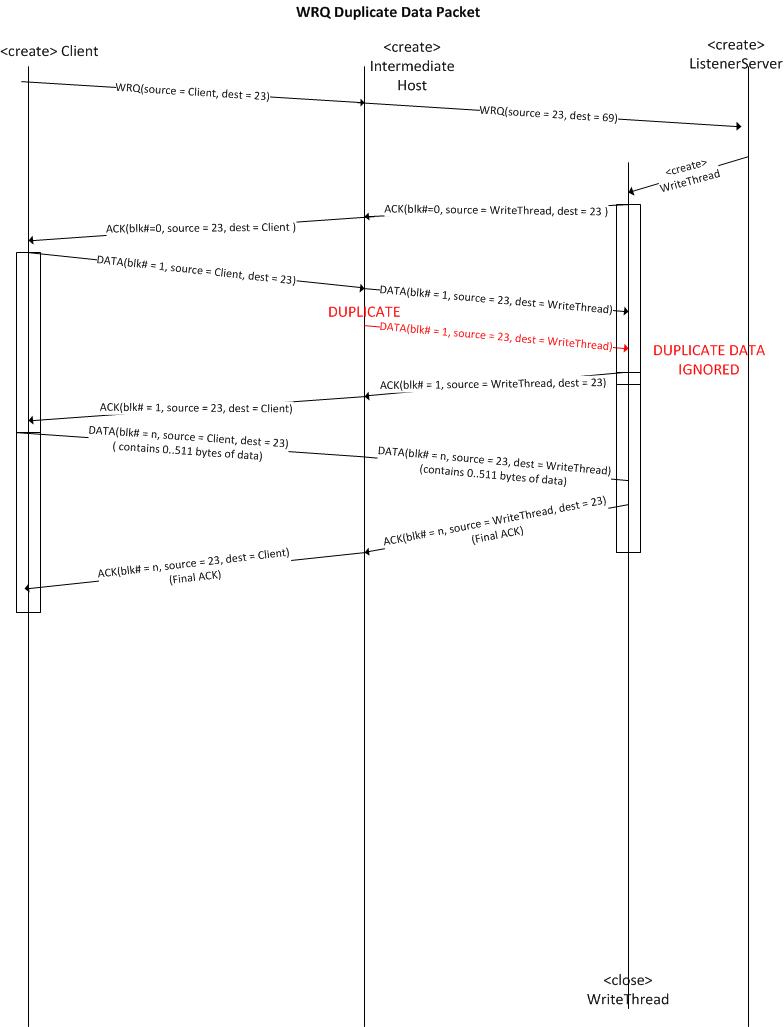 WRQ Duplicate Data Packet
<create> Client
<create>
Intermediate
Host
<create>
ListenerServer
WRQ(source = Client, dest = 23)
WRQ(source = 23, dest = 69)
<create>
WriteThread
ACK(blk#=0, source = WriteThread, dest = 23 )
ACK(blk#=0, source = 23, dest = Client )
DATA(blk# = 1, source = Client, dest = 23)
DATA(blk# = 1, source = 23, dest = WriteThread)
DUPLICATE
DATA(blk# = 1, source = 23, dest = WriteThread)
DUPLICATE DATA
IGNORED
ACK(blk# = 1, source = WriteThread, dest = 23)
ACK(blk# = 1, source = 23, dest = Client)
DATA(blk# = n, source = Client, dest = 23)
( contains 0..511 bytes of data)
DATA(blk# = n, source = 23, dest = WriteThread)
(contains 0..511 bytes of data)
ACK(blk# = n, source = WriteThread, dest = 23)
(Final ACK)
ACK(blk# = n, source = 23, dest = Client)
(Final ACK)
<close>
WriteThread